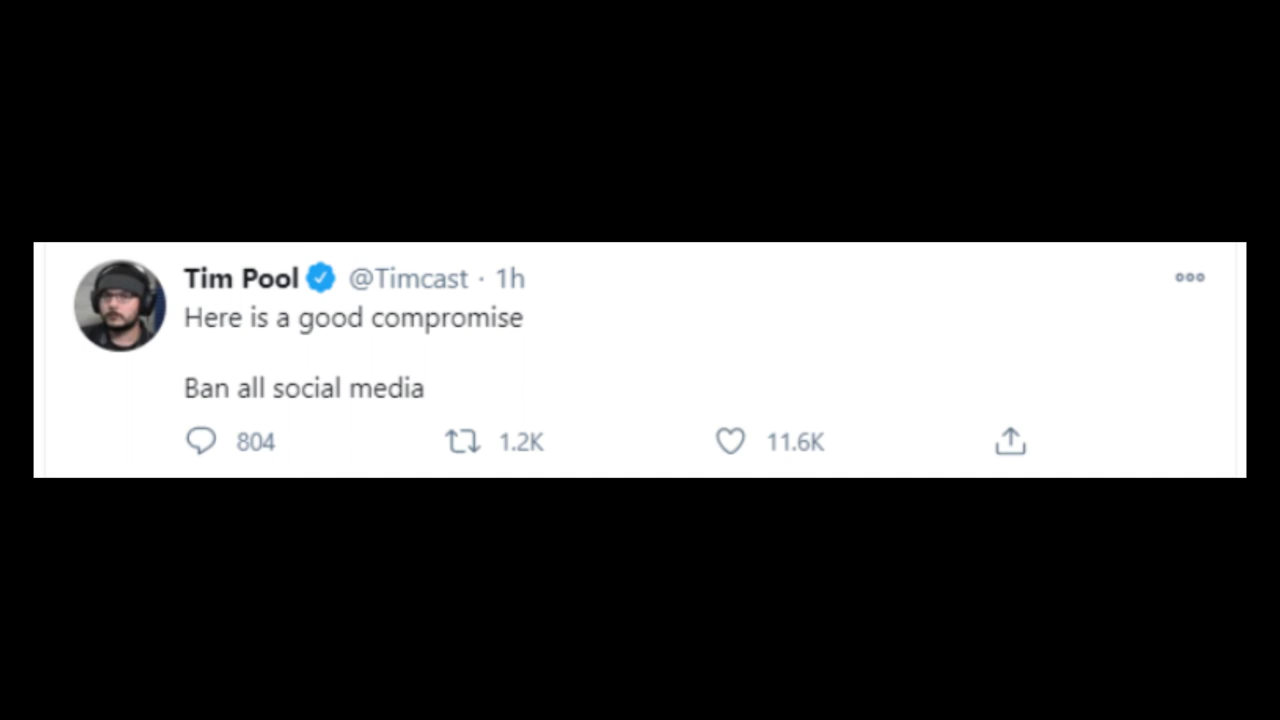 Tim Pool @Timcast · 1h
Here is a good compromise
Ban all social media
804 1.2K 11.6K